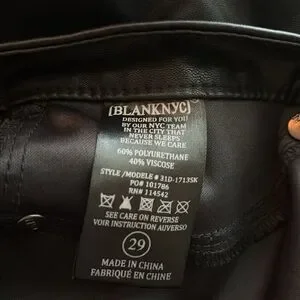 [BLANKNYC]
DESIGNED FOR YOU
BY OUR NYC TEAM
IN THE CITY THAT
NEVER SLEEPS
BECAUSE WE CARE
60% POLYURETHANE
40% VISCOSE
STYLE /MODELE # 31D-1713SK
PO# 101786
RN# 114542
SEE CARE ON REVERSE
VOIR INSTRUCTION AUVERSO
29
MADE IN CHINA
FABRIQUÉ EN CHINE